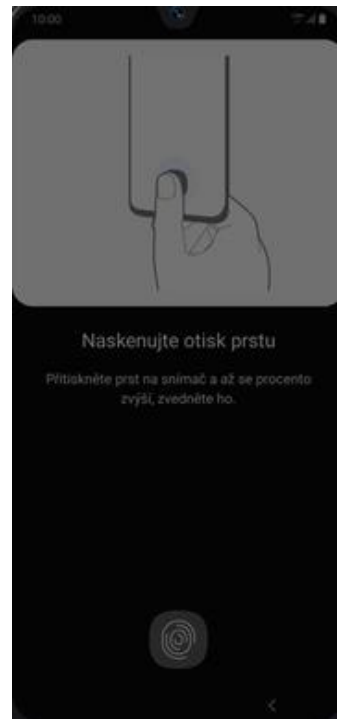 10:00
Naskenujte otisk prstu
Přitiskněte prst na snímač a až se procento
zvýší, zvedněte ho.